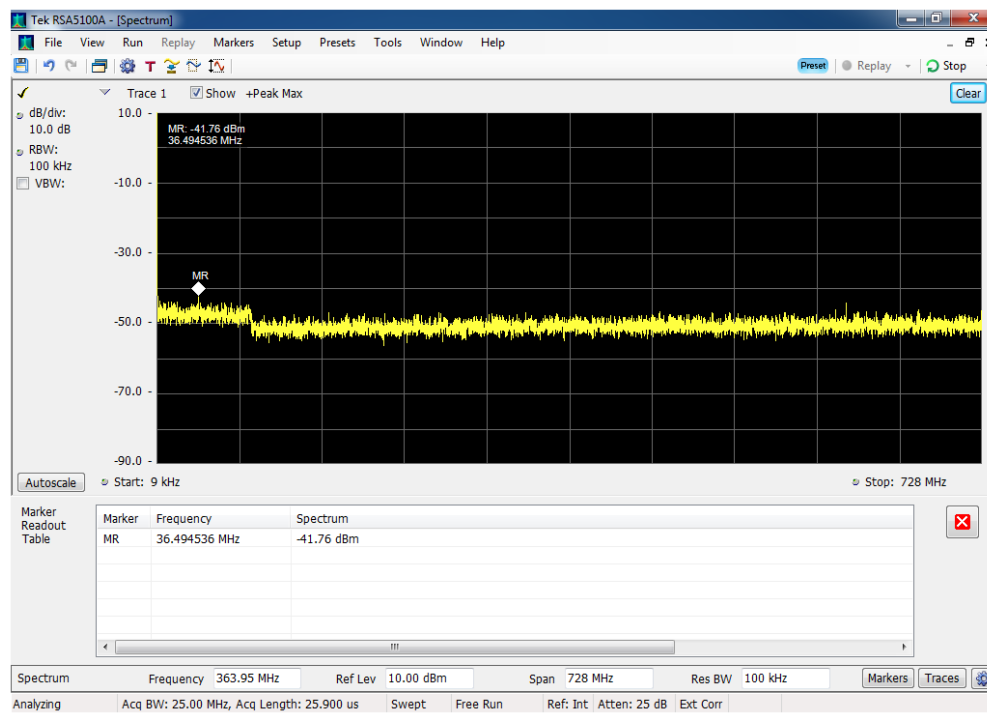 Tek RSA5100A - [Spectrum]
File View Run Replay Markers Setup Presets Tools Window Help
T Preset Replay Stop
Trace 1 Show +Peak Max Clear
dB/div:
10.0 dB
RBW:
100 kHz
VBW:
10.0 -
-10.0 -
-30.0 -
-50.0 -
-70.0 -
-90.0 -
MR: -41.76 dBm
36.494536 MHz
MR
Autoscale Start: 9 kHz Stop: 728 MHz
Marker
Readout
Table
Marker Frequency Spectrum
MR 36.494536 MHz -41.76 dBm
Spectrum Frequency 363.95 MHz Ref Lev 10.00 dBm Span 728 MHz Res BW 100 kHz Markers Traces
Analyzing Acq BW: 25.00 MHz, Acq Length: 25.900 us Swept Free Run Ref: Int Atten: 25 dB Ext Corr